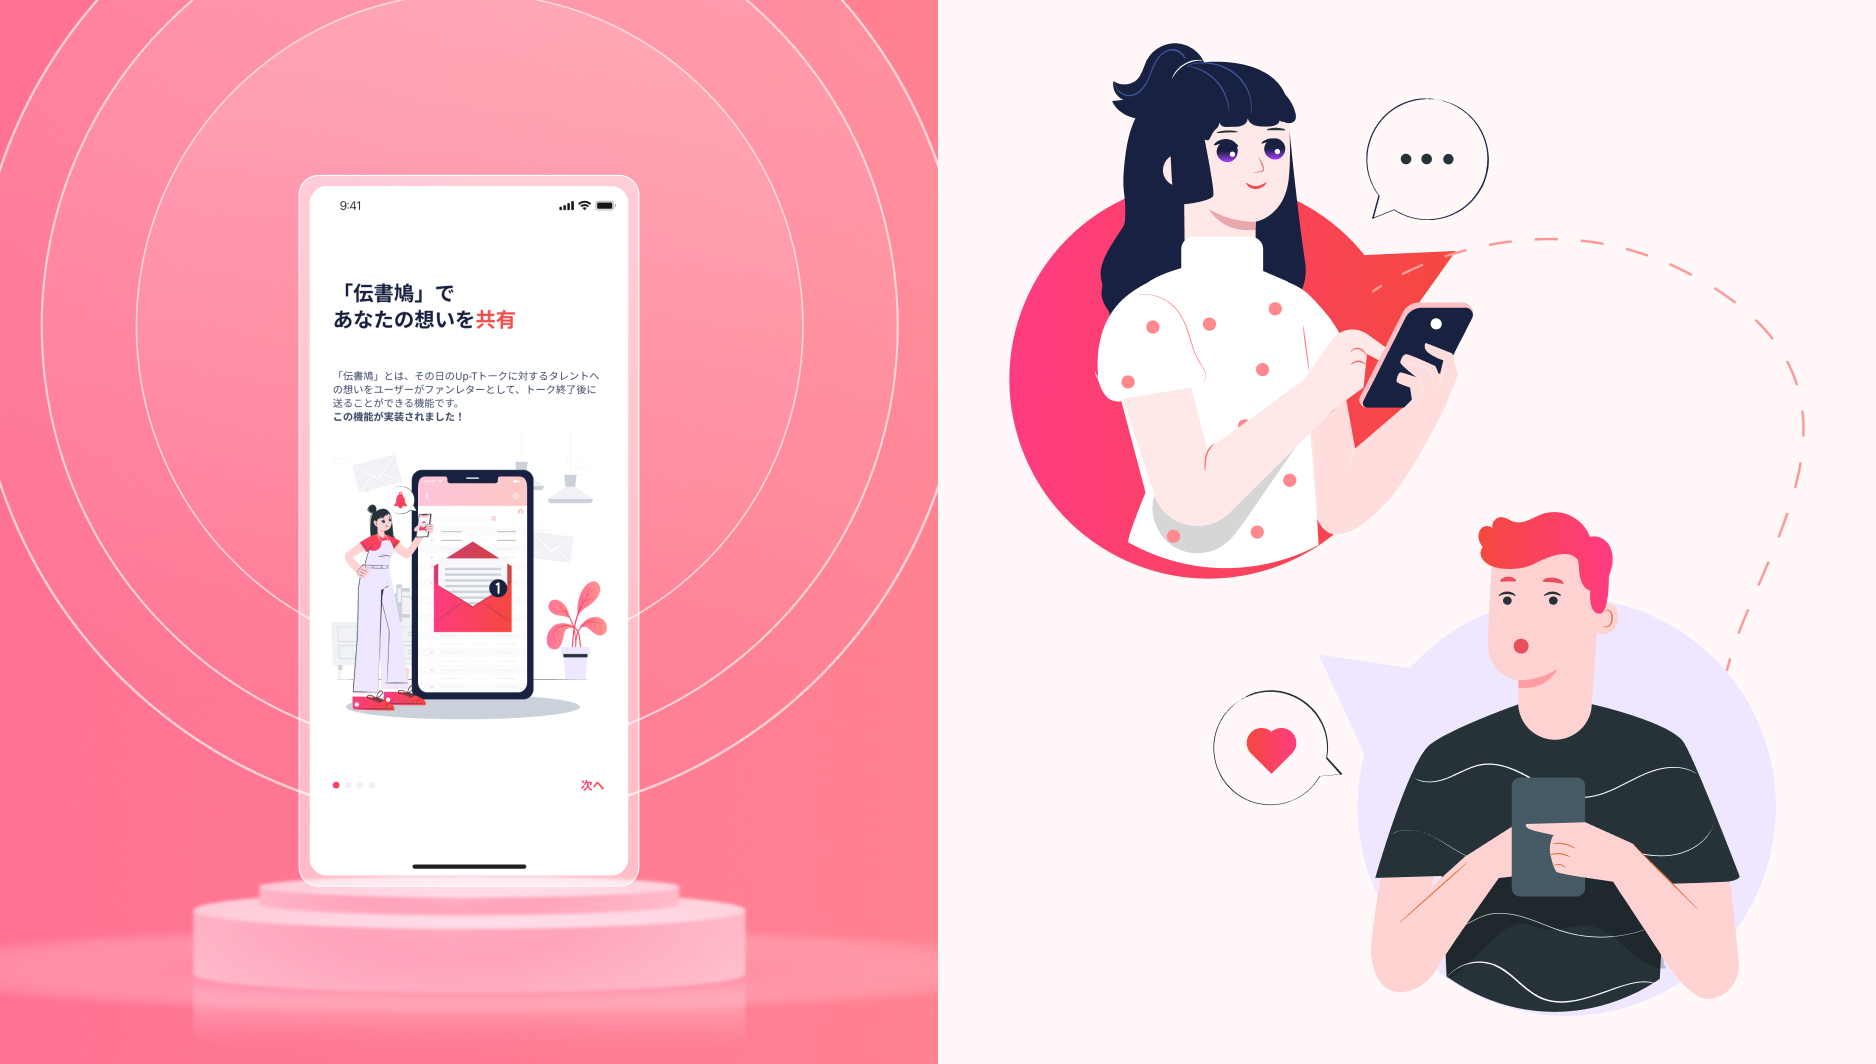 9:41
「伝書鳩」で
あなたの想いを共有
「伝書鳩」とは、その日のUp-Tトークに対するタレントへ
の想いをユーザーがファンレターとして、トーク終了後に
送ることができる機能です。
この機能が実装されました！
1
次へ